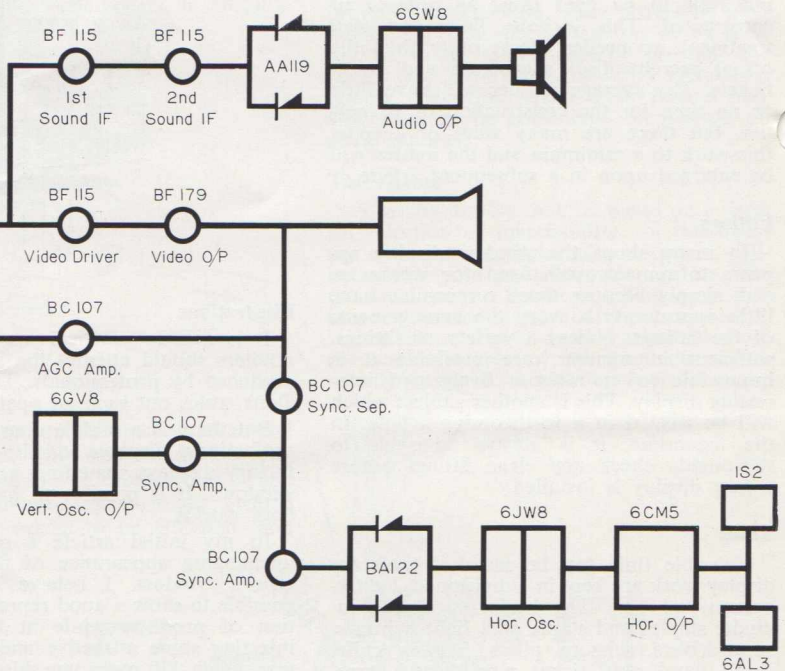 6GW8
BF 115
BF 115
AA119
1st
Sound IF
2nd
Sound IF
Audio O/P
BF 115
BF 179
Video Driver
Video O/P
BC 107
AGC Amp.
BC 107
Sync. Sep.
6GV8
BC 107
Sync. Amp.
Vert. Osc. O/P
1S2
BC 107
Sync. Amp.
BA122
6JW8
6CM5
Hor. Osc.
Hor. O/P
6AL3